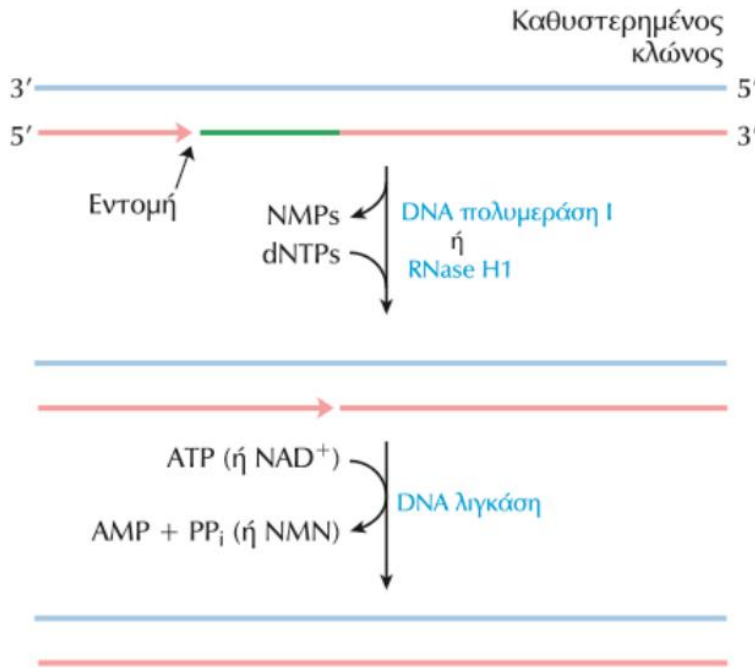 Καθυστερημένος
κλώνος
3′ 5′
5′ 3′
Εντομή
NMPs
dNTPs
DNA πολυμεράση I
ή
RNase H1
ATP (ή NAD⁺)
AMP + PPᵢ (ή NMN)
DNA λιγκάση